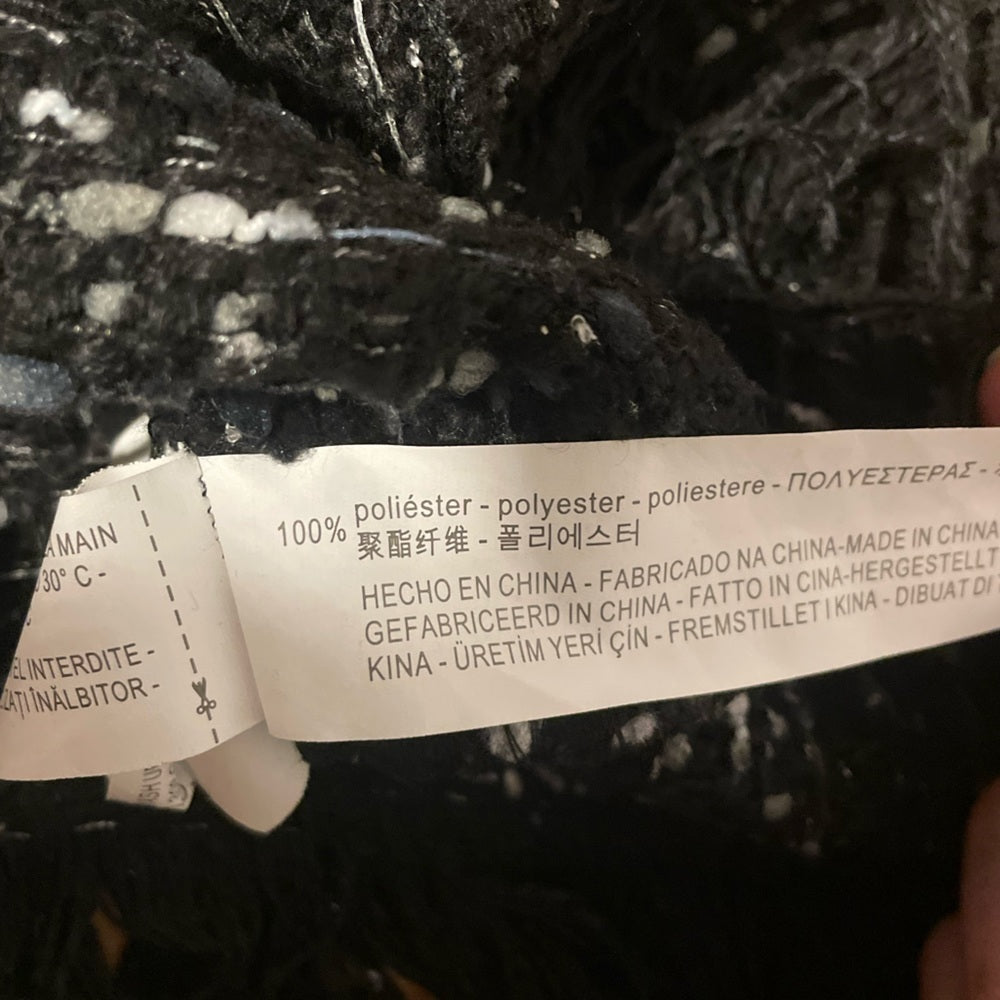 MAIN
30° C -
INTERDITE -
ÎNĂLBITOR -
100% poliéster - polyester - poliestere - ΠΟΛΥΕΣΤΕΡΑΣ -
聚酯纤维 - 폴리에스터
HECHO EN CHINA - FABRICADO NA CHINA-MADE IN CHINA
GEFABRICEERD IN CHINA - FATTO IN CINA-HERGESTELLT
KINA - ÜRETİM YERİ ÇİN - FREMSTILLET I KINA - DIBUAT DI